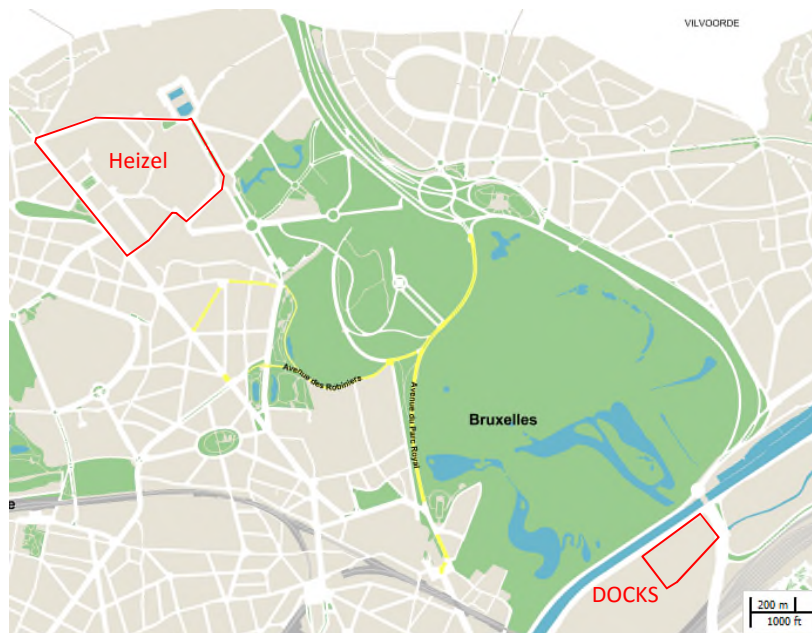 VILVOORDE
Heizel
Avenue des Robiniers
Avenue du Parc Royal
Bruxelles
e
DOCKS
200 m
1000 ft